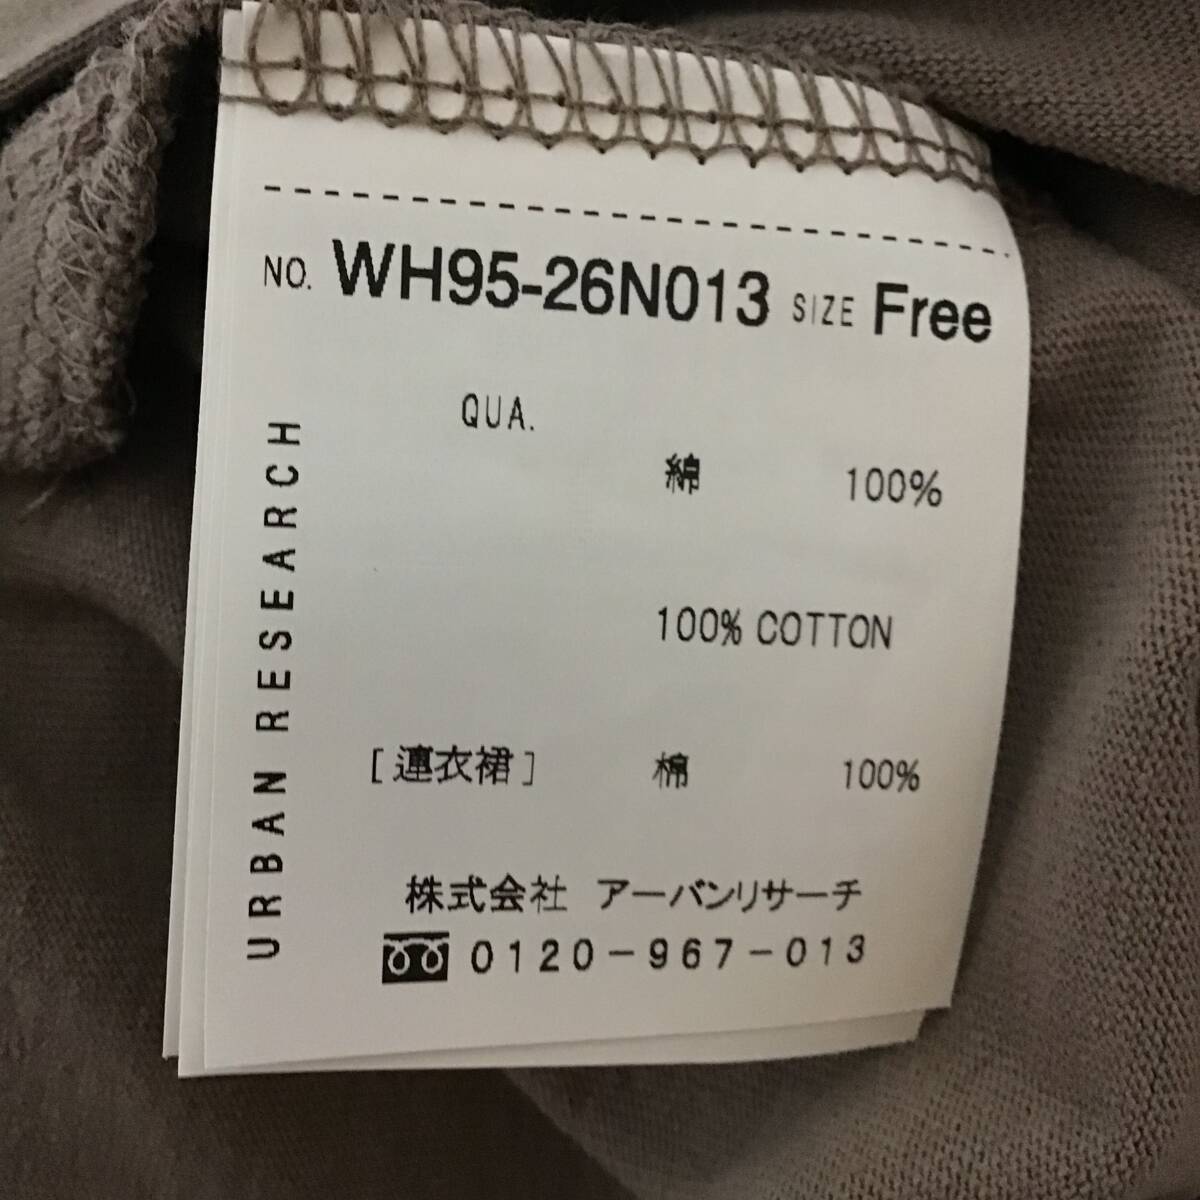 NO. WH95-26N013 SIZE Free
QUA.
綿 100%
100% COTTON
[連衣裙] 棉 100%
株式会社 アーバンリサーチ
0120-967-013
URBAN RESEARCH